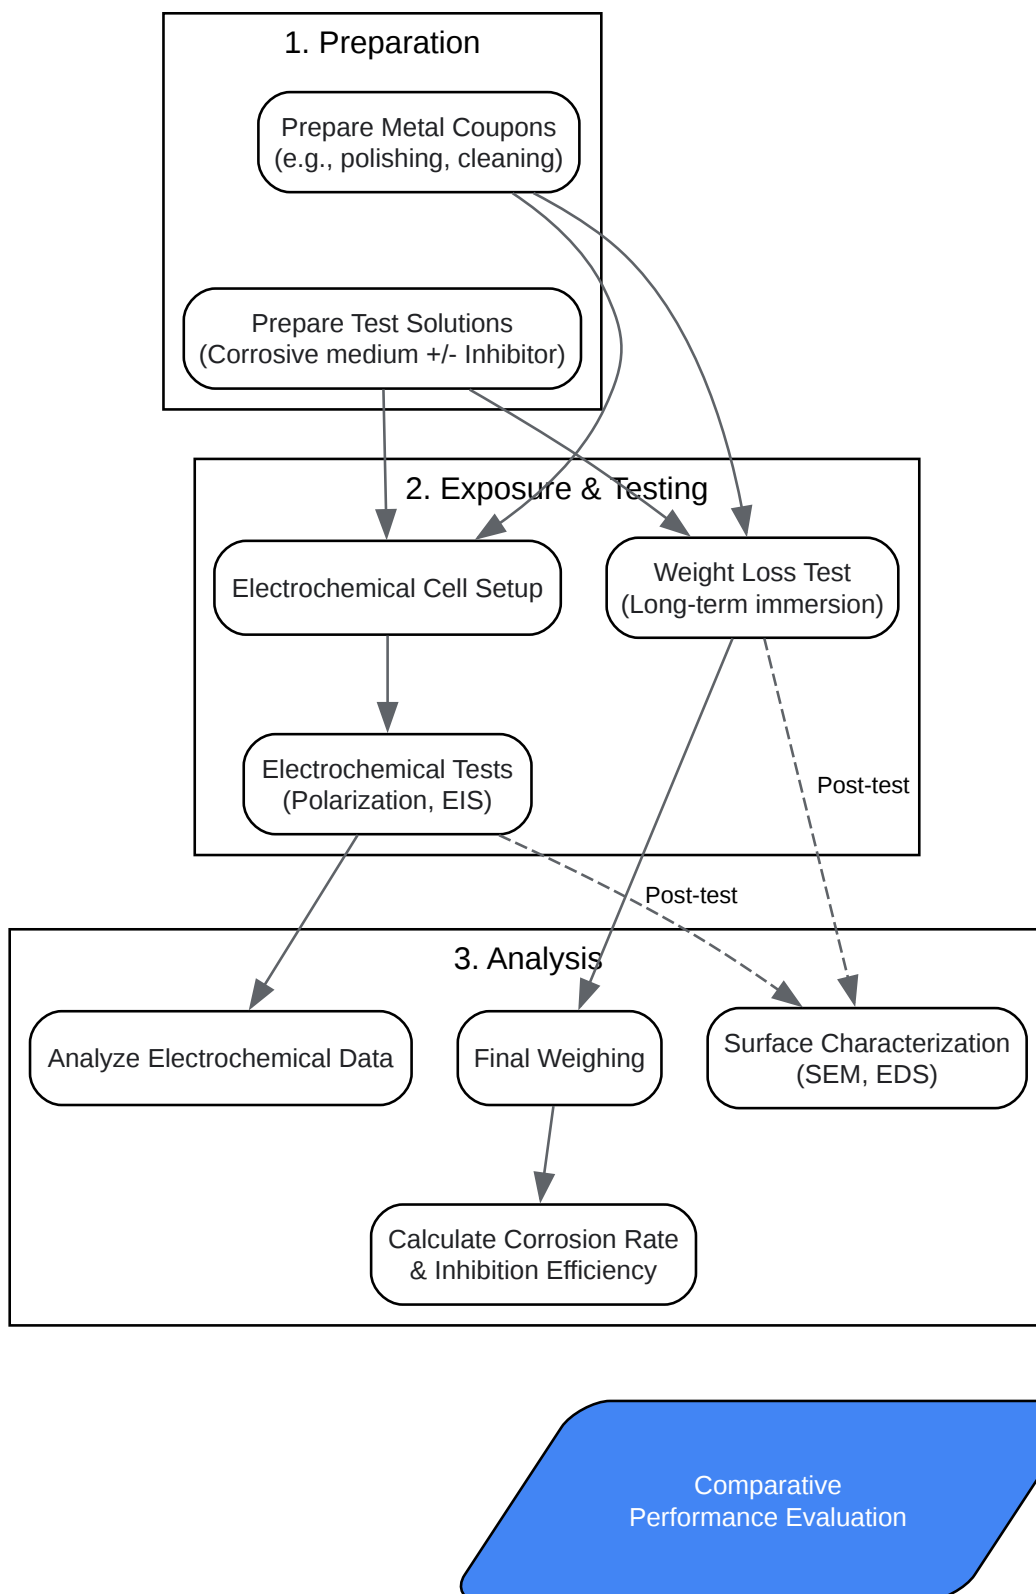 1. Preparation
Prepare Metal Coupons
(e.g., polishing, cleaning)
Prepare Test Solutions
(Corrosive medium +/- Inhibitor)
2. Exposure & Testing
Electrochemical Cell Setup
Weight Loss Test
(Long-term immersion)
Electrochemical Tests
(Polarization, EIS)
Post-test
Post-test
3. Analysis
Analyze Electrochemical Data
Final Weighing
Surface Characterization
(SEM, EDS)
Calculate Corrosion Rate
& Inhibition Efficiency
Comparative
Performance Evaluation